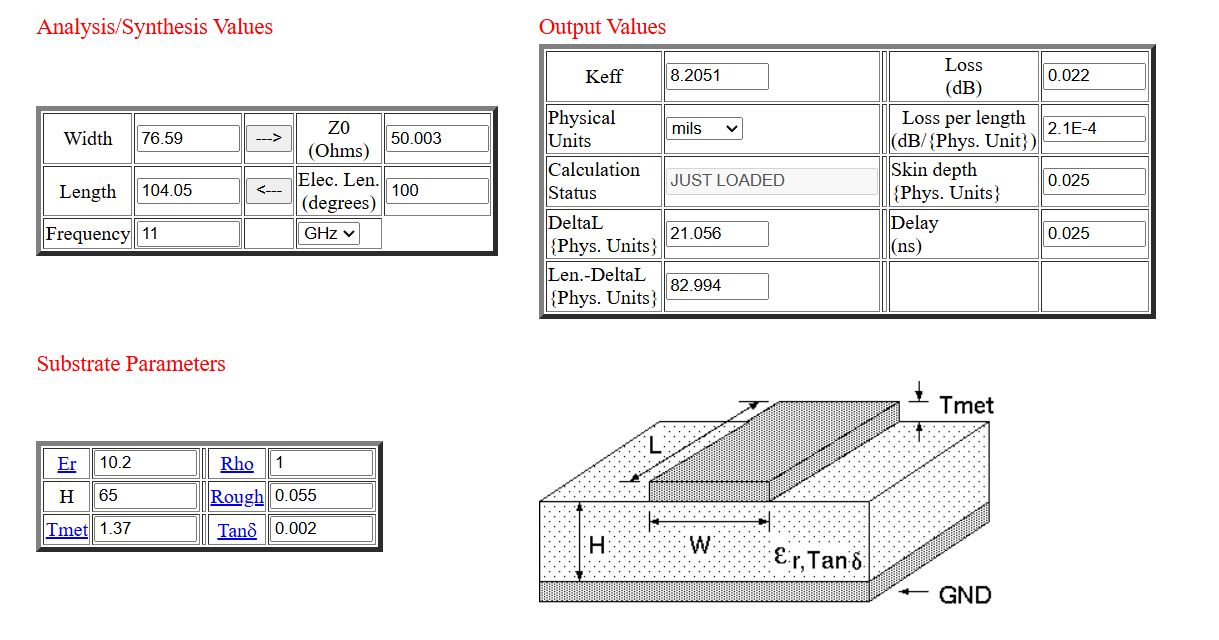 Analysis/Synthesis Values
Width 76.59 ---> Z0 (Ohms) 50.003
Length 104.05 <--- Elec. Len. (degrees) 100
Frequency 11 GHz
Output Values
Keff 8.2051 Loss (dB) 0.022
Physical Units mils Loss per length (dB/{Phys. Unit}) 2.1E-4
Calculation Status JUST LOADED Skin depth {Phys. Units} 0.025
DeltaL {Phys. Units} 21.056 Delay (ns) 0.025
Len.-DeltaL {Phys. Units} 82.994
Substrate Parameters
Er 10.2 Rho 1
H 65 Rough 0.055
Tmet 1.37 Tanδ 0.002
Tmet
L
H
W
εr,Tan δ
GND